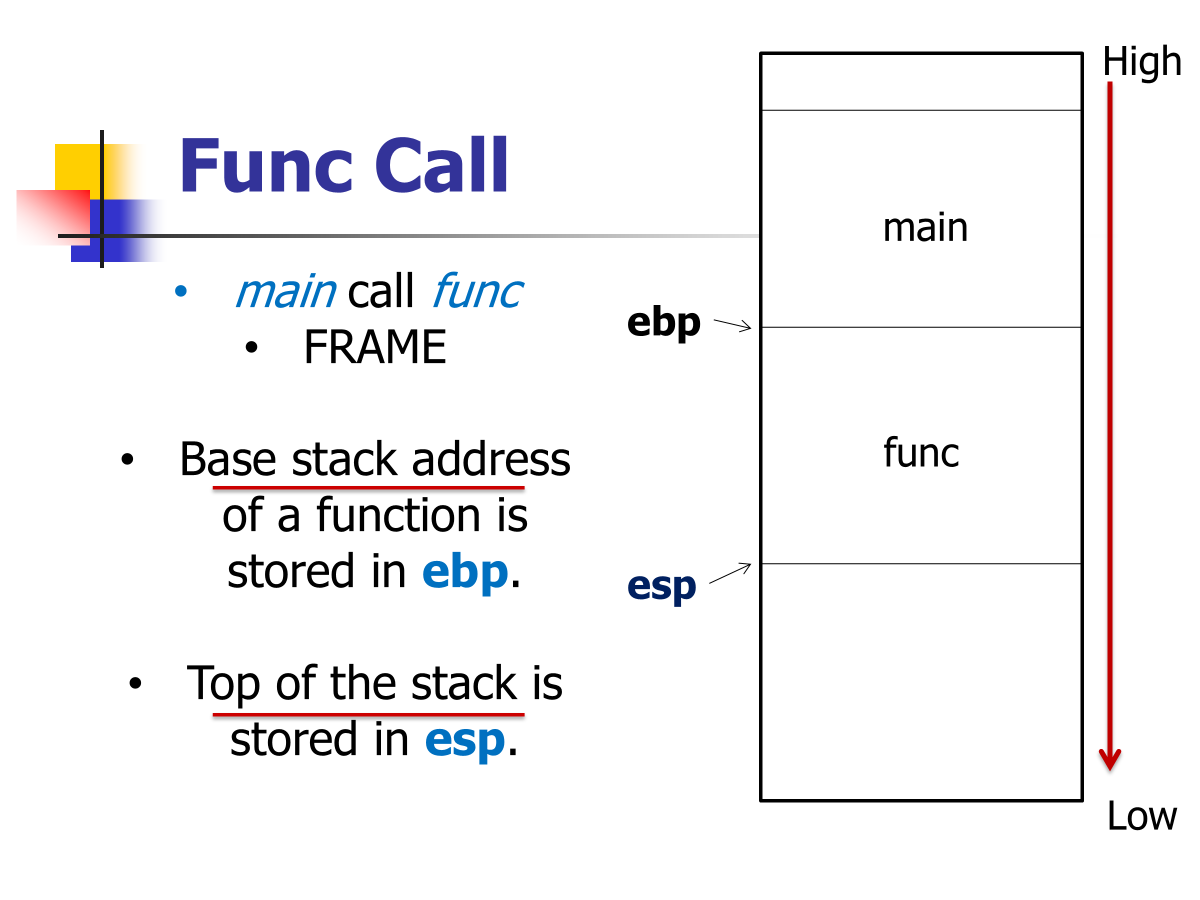 Func Call
• main call func
• FRAME
• Base stack address
of a function is
stored in ebp.
• Top of the stack is
stored in esp.
High
main
ebp
func
esp
Low